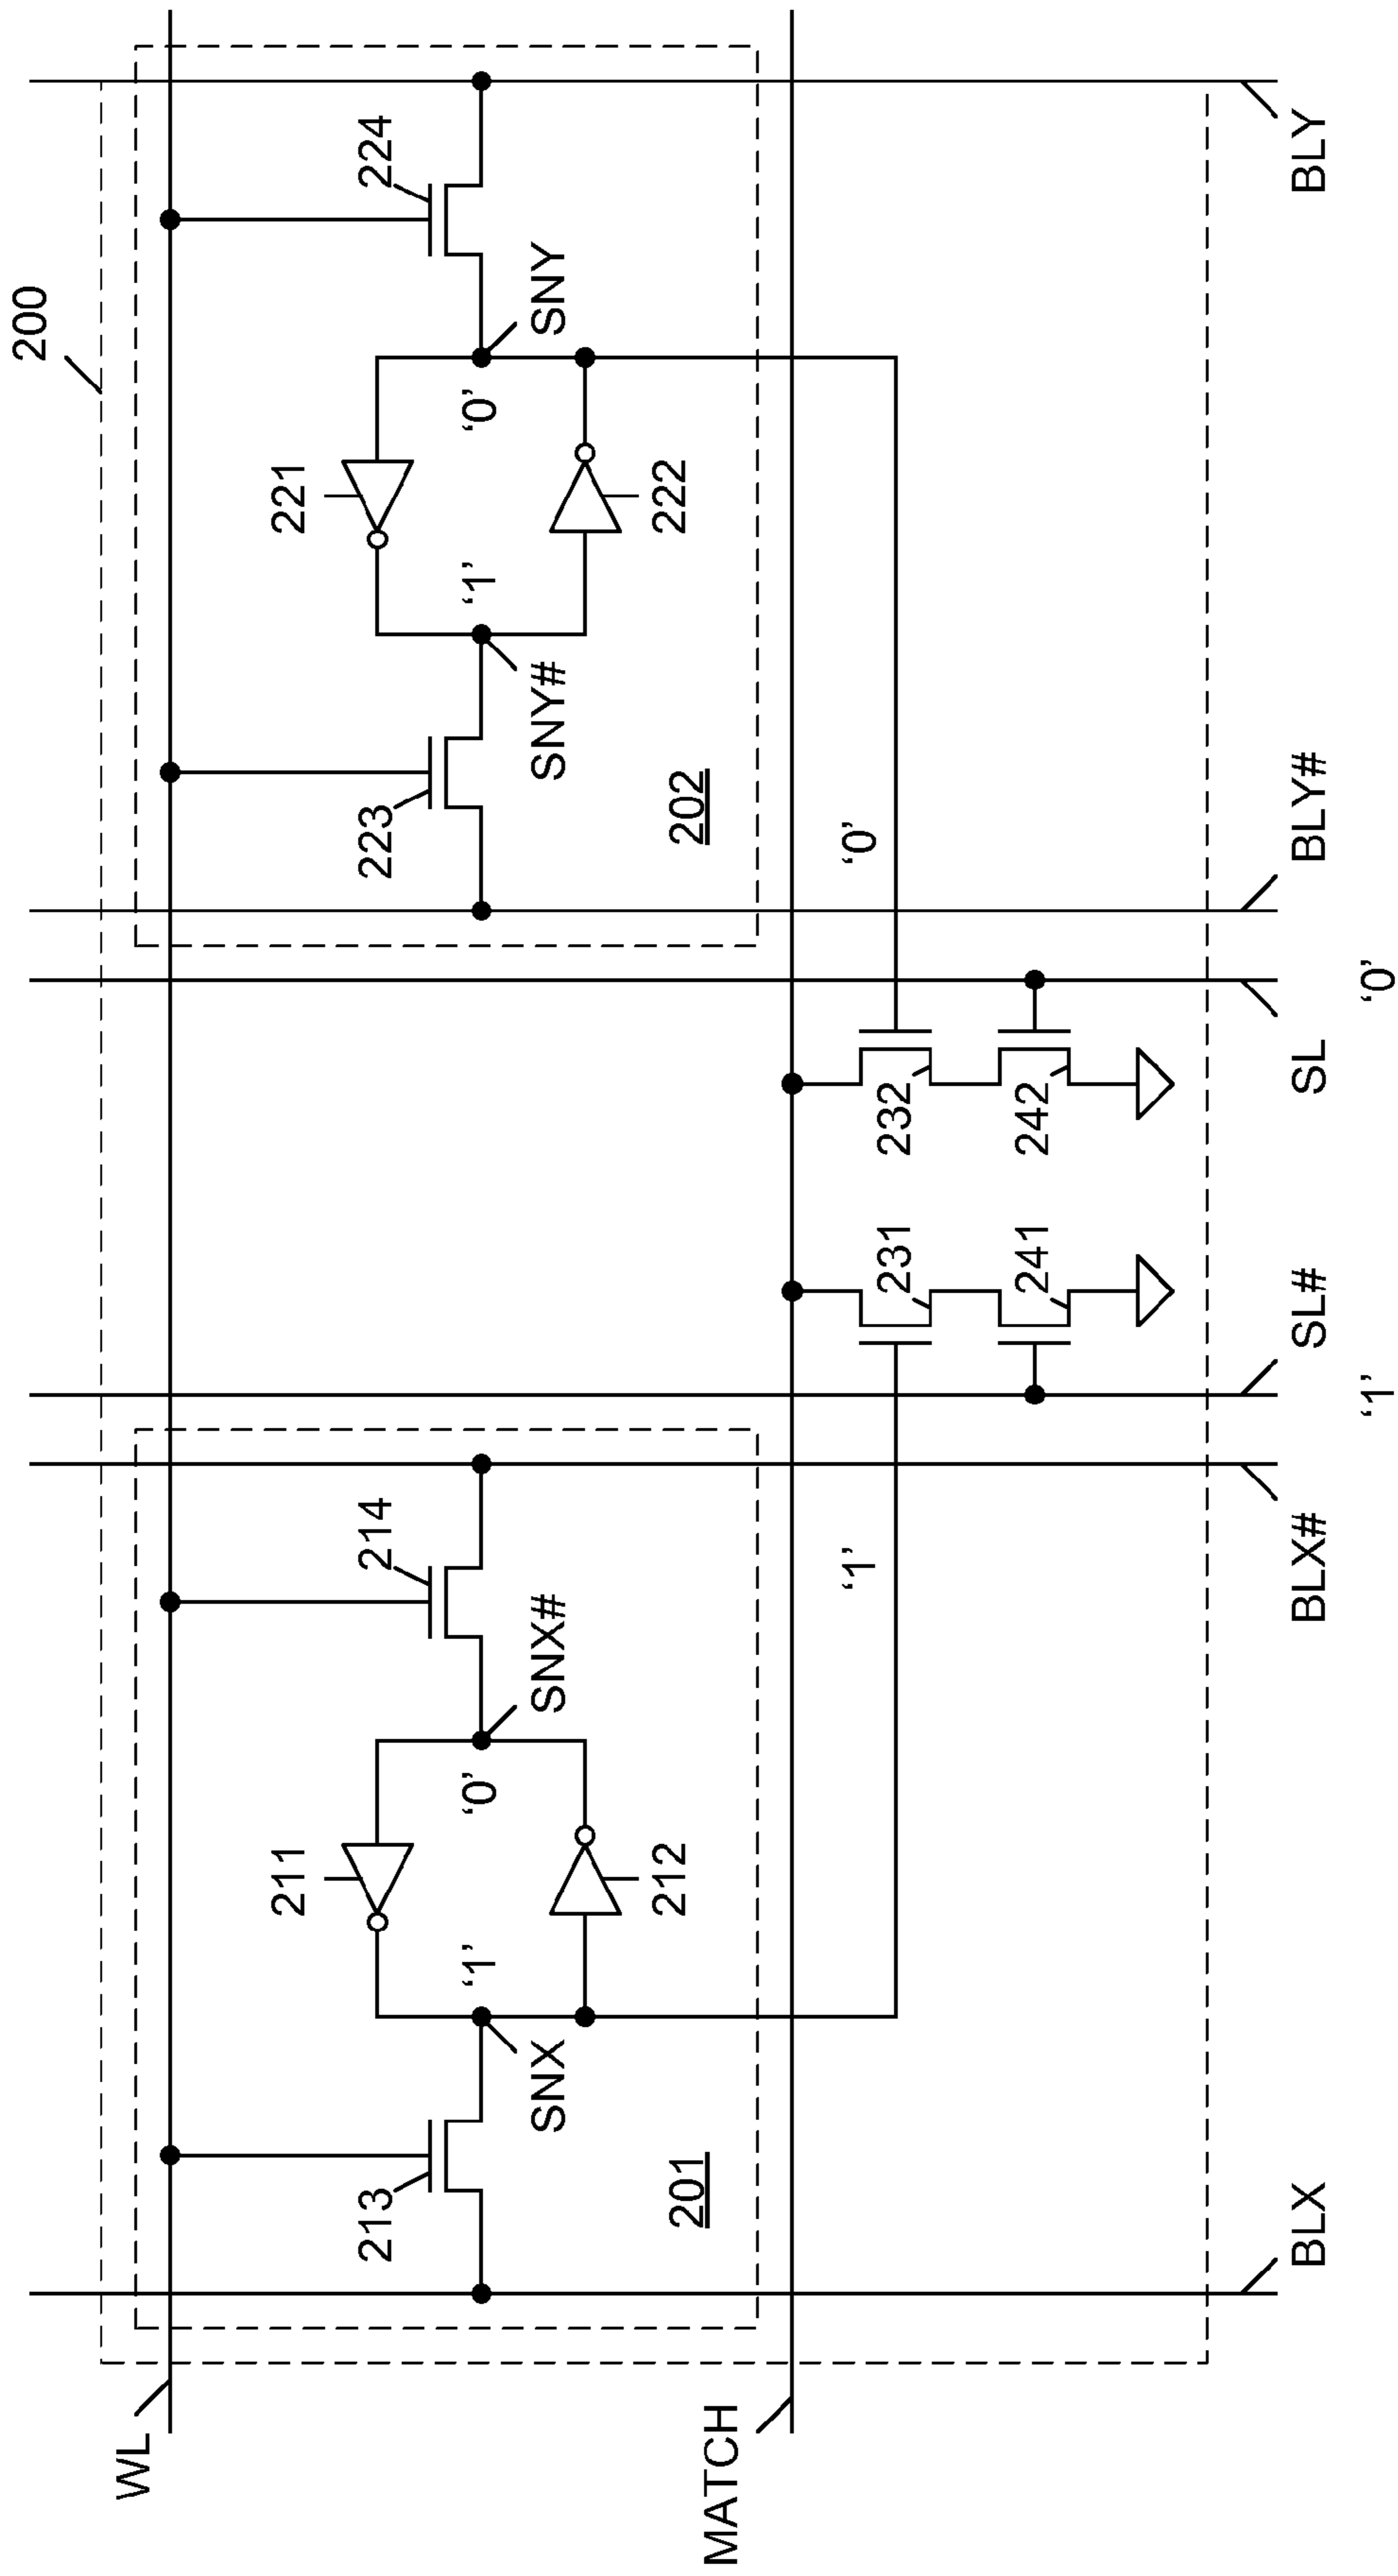 200
WL
213
211
214
223
221
224
'1'
'0'
'1'
'0'
SNX
SNX#
SNY#
SNY
212
222
201
202
MATCH
'1'
'0'
231
232
241
242
BLX
BLX#
SL#
SL
BLY#
BLY
'1'
'0'